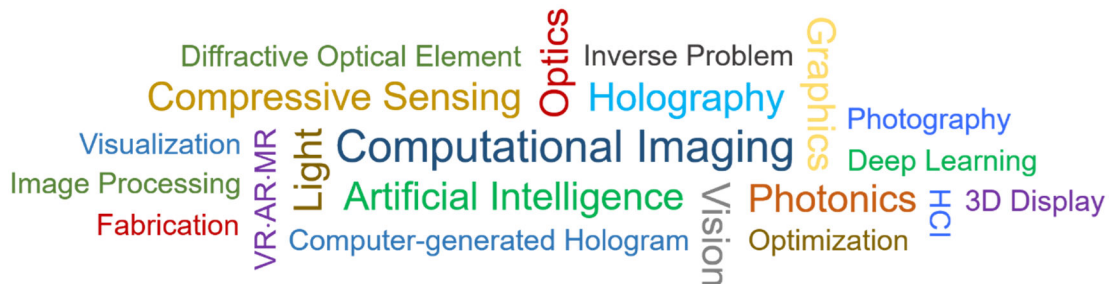 Diffractive Optical Element
Optics
Inverse Problem
Graphics
Compressive Sensing
Holography
Photography
Visualization
VR·AR·MR
Light
Computational Imaging
Deep Learning
Image Processing
Artificial Intelligence
Vision
Photonics
HCI
3D Display
Fabrication
Computer-generated Hologram
Optimization